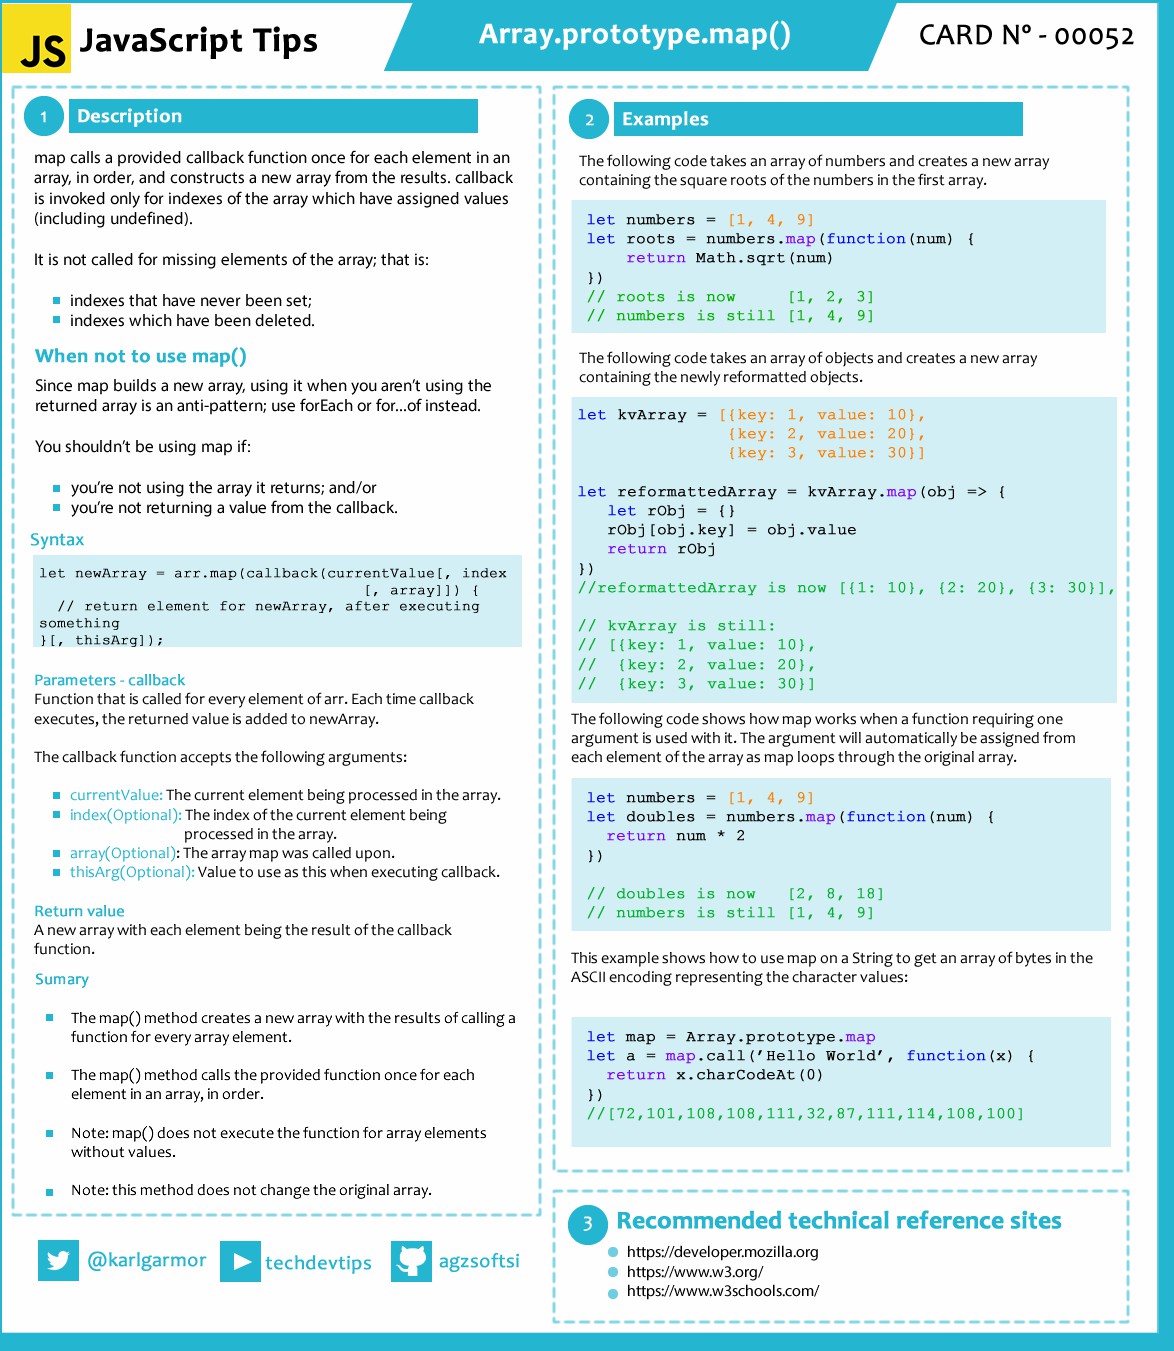 JS JavaScript Tips
Array.prototype.map()
CARD Nº - 00052
1 Description
map calls a provided callback function once for each element in an
array, in order, and constructs a new array from the results. callback
is invoked only for indexes of the array which have assigned values
(including undefined).
It is not called for missing elements of the array; that is:
indexes that have never been set;
indexes which have been deleted.
When not to use map()
Since map builds a new array, using it when you aren't using the
returned array is an anti-pattern; use forEach or for...of instead.
You shouldn't be using map if:
you're not using the array it returns; and/or
you're not returning a value from the callback.
Syntax
let newArray = arr.map(callback(currentValue[, index
[, array]]) {
// return element for newArray, after executing
something
}[, thisArg]);
Parameters - callback
Function that is called for every element of arr. Each time callback
executes, the returned value is added to newArray.
The callback function accepts the following arguments:
currentValue: The current element being processed in the array.
index(Optional): The index of the current element being
processed in the array.
array(Optional): The array map was called upon.
thisArg(Optional): Value to use as this when executing callback.
Return value
A new array with each element being the result of the callback
function.
Sumary
The map() method creates a new array with the results of calling a
function for every array element.
The map() method calls the provided function once for each
element in an array, in order.
Note: map() does not execute the function for array elements
without values.
Note: this method does not change the original array.
@karlgarmor
techdevtips
agzsoftsi
2 Examples
The following code takes an array of numbers and creates a new array
containing the square roots of the numbers in the first array.
let numbers = [1, 4, 9]
let roots = numbers.map(function(num) {
return Math.sqrt(num)
})
// roots is now [1, 2, 3]
// numbers is still [1, 4, 9]
The following code takes an array of objects and creates a new array
containing the newly reformatted objects.
let kvArray = [{key: 1, value: 10},
{key: 2, value: 20},
{key: 3, value: 30}]
let reformattedArray = kvArray.map(obj => {
let rObj = {}
rObj[obj.key] = obj.value
return rObj
})
//reformattedArray is now [{1: 10}, {2: 20}, {3: 30}],
// kvArray is still:
// [{key: 1, value: 10},
// {key: 2, value: 20},
// {key: 3, value: 30}]
The following code shows how map works when a function requiring one
argument is used with it. The argument will automatically be assigned from
each element of the array as map loops through the original array.
let numbers = [1, 4, 9]
let doubles = numbers.map(function(num) {
return num * 2
})
// doubles is now [2, 8, 18]
// numbers is still [1, 4, 9]
This example shows how to use map on a String to get an array of bytes in the
ASCII encoding representing the character values:
let map = Array.prototype.map
let a = map.call('Hello World', function(x) {
return x.charCodeAt(0)
})
//[72,101,108,108,111,32,87,111,114,108,100]
3 Recommended technical reference sites
https://developer.mozilla.org
https://www.w3.org/
https://www.w3schools.com/